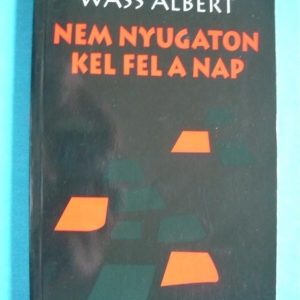 WASS ALBERT
NEM NYUGATON
KEL FEL A NAP